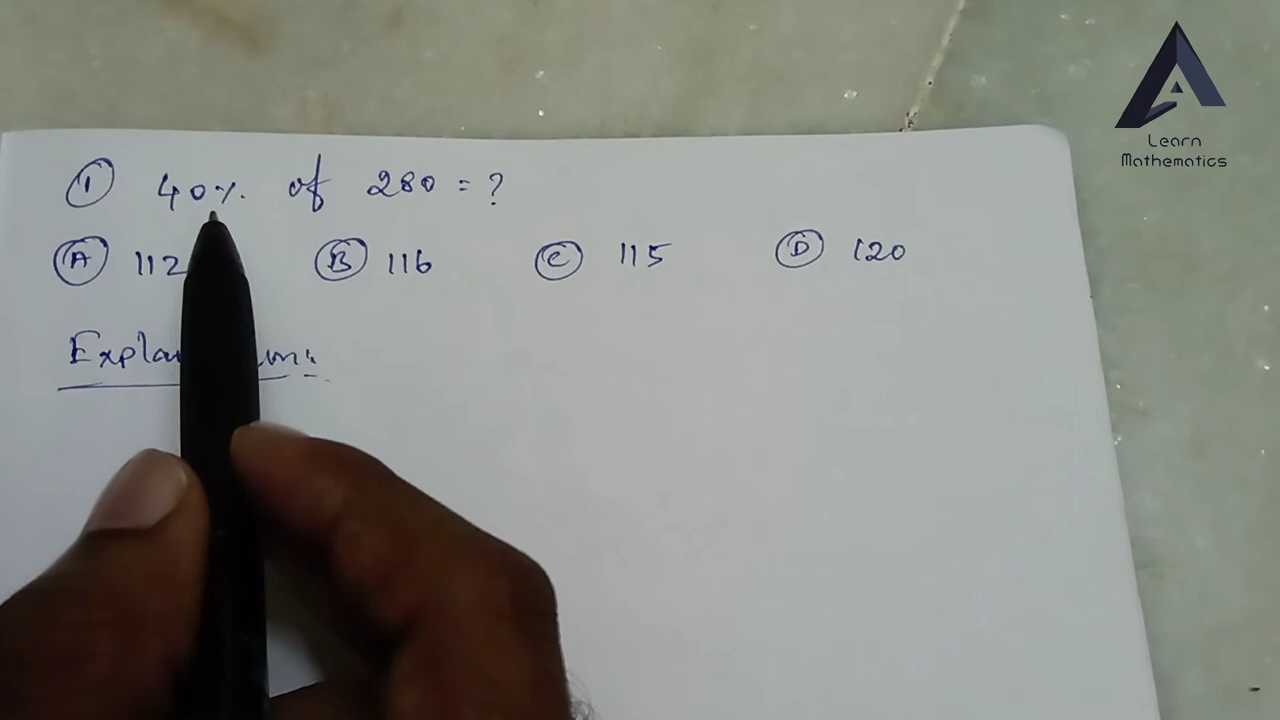 ① 40% of 280 = ?
Ⓐ 112 Ⓑ 116 Ⓒ 115 Ⓓ 120
Learn
Mathematics